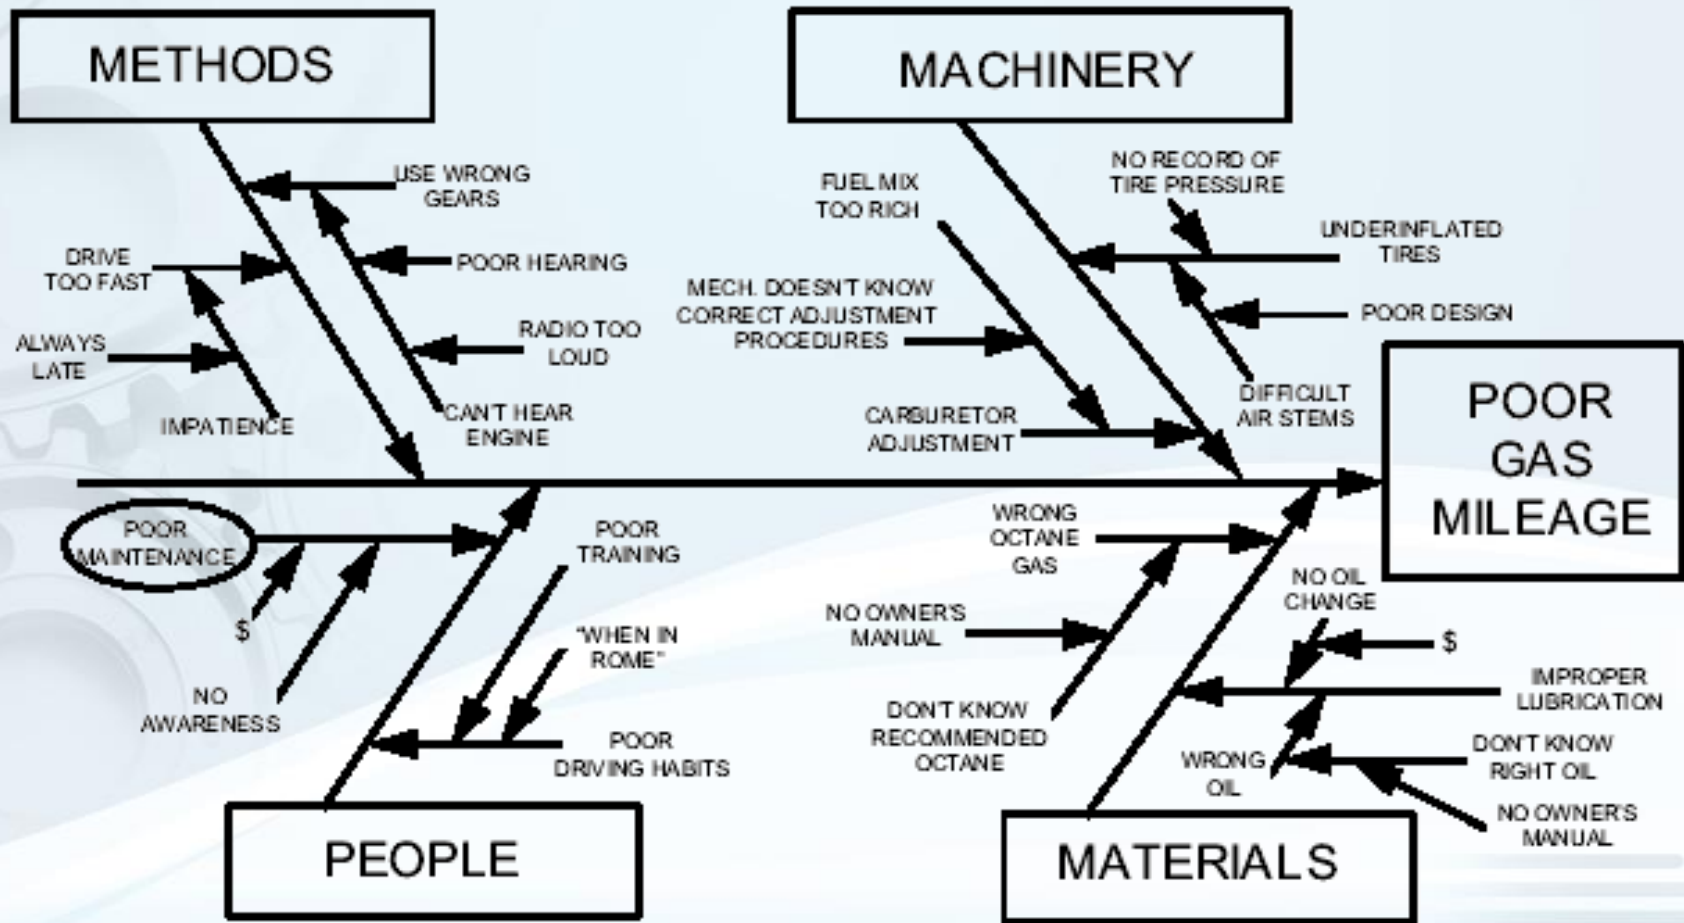 METHODS
MACHINERY
USE WRONG
GEARS
DRIVE
TOO FAST
POOR HEARING
ALWAYS
LATE
RADIO TOO
LOUD
IMPATIENCE
CAN'T HEAR
ENGINE
FUEL MIX
TOO RICH
NO RECORD OF
TIRE PRESSURE
UNDERINFLATED
TIRES
MECH. DOESN'T KNOW
CORRECT ADJUSTMENT
PROCEDURES
POOR DESIGN
DIFFICULT
AIR STEMS
CARBURETOR
ADJUSTMENT
POOR
GAS
MILEAGE
POOR
MAINTENANCE
$
NO
AWARENESS
POOR
TRAINING
"WHEN IN
ROME"
POOR
DRIVING HABITS
WRONG
OCTANE
GAS
NO OWNER'S
MANUAL
DON'T KNOW
RECOMMENDED
OCTANE
NO OIL
CHANGE
$
IMPROPER
LUBRICATION
WRONG
OIL
DON'T KNOW
RIGHT OIL
NO OWNER'S
MANUAL
PEOPLE
MATERIALS